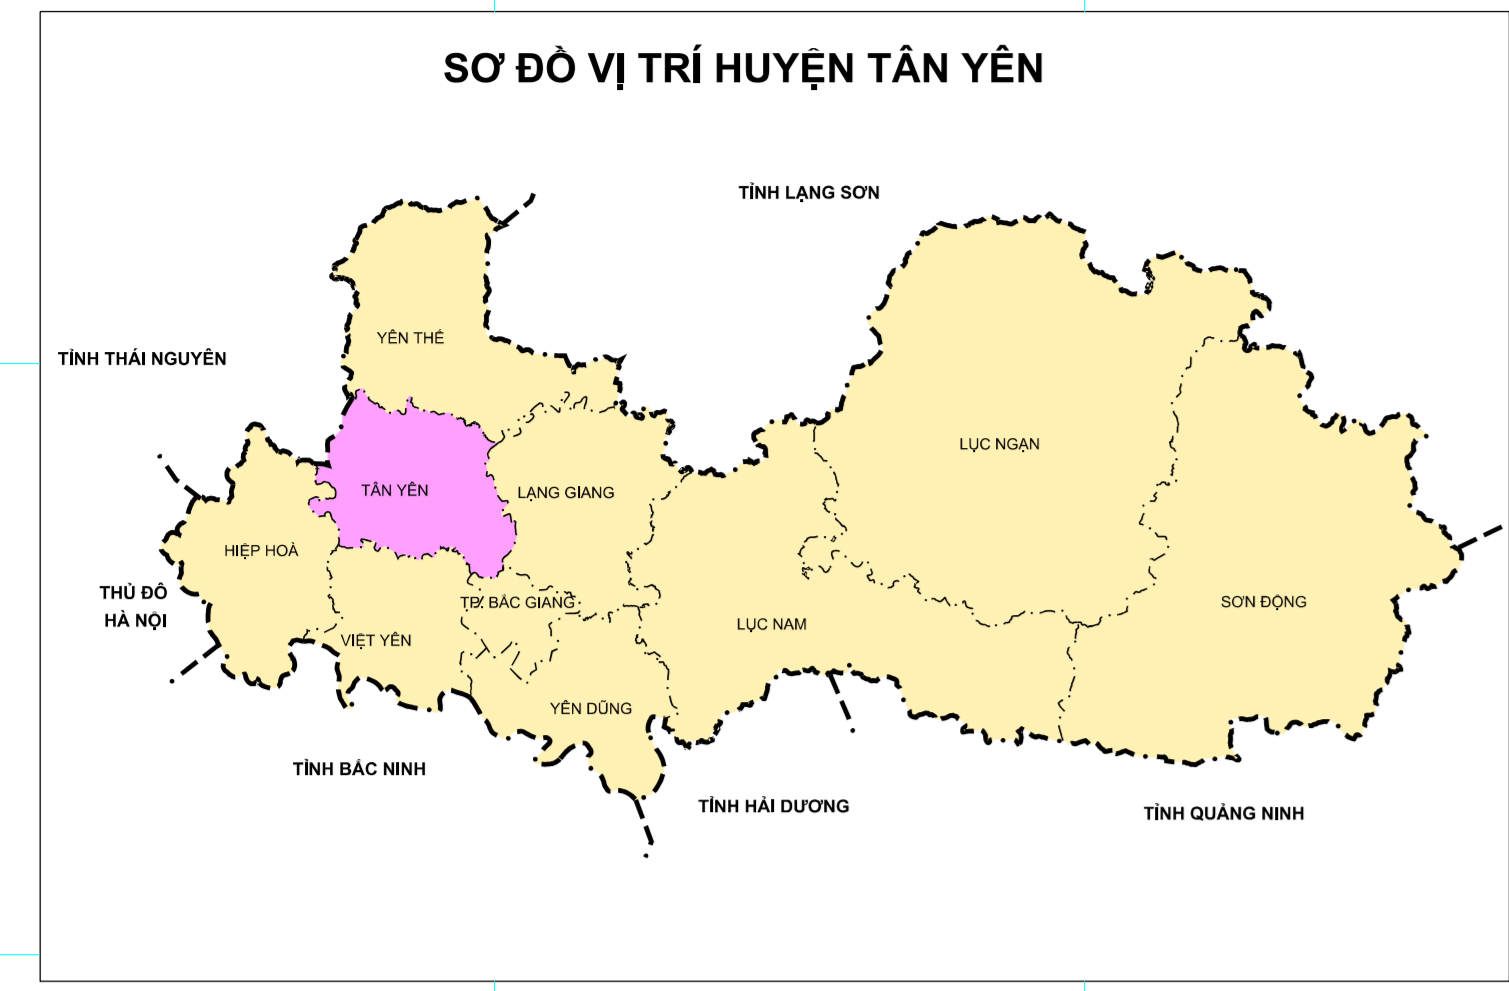 SƠ ĐỒ VỊ TRÍ HUYỆN TÂN YÊN
TỈNH LẠNG SƠN
YÊN THẾ
TỈNH THÁI NGUYÊN
LỤC NGẠN
TÂN YÊN
LẠNG GIANG
HIỆP HOÀ
THỦ ĐÔ
HÀ NỘI
TP. BẮC GIANG
SƠN ĐỘNG
LỤC NAM
VIỆT YÊN
YÊN DŨNG
TỈNH BẮC NINH
TỈNH HẢI DƯƠNG
TỈNH QUẢNG NINH